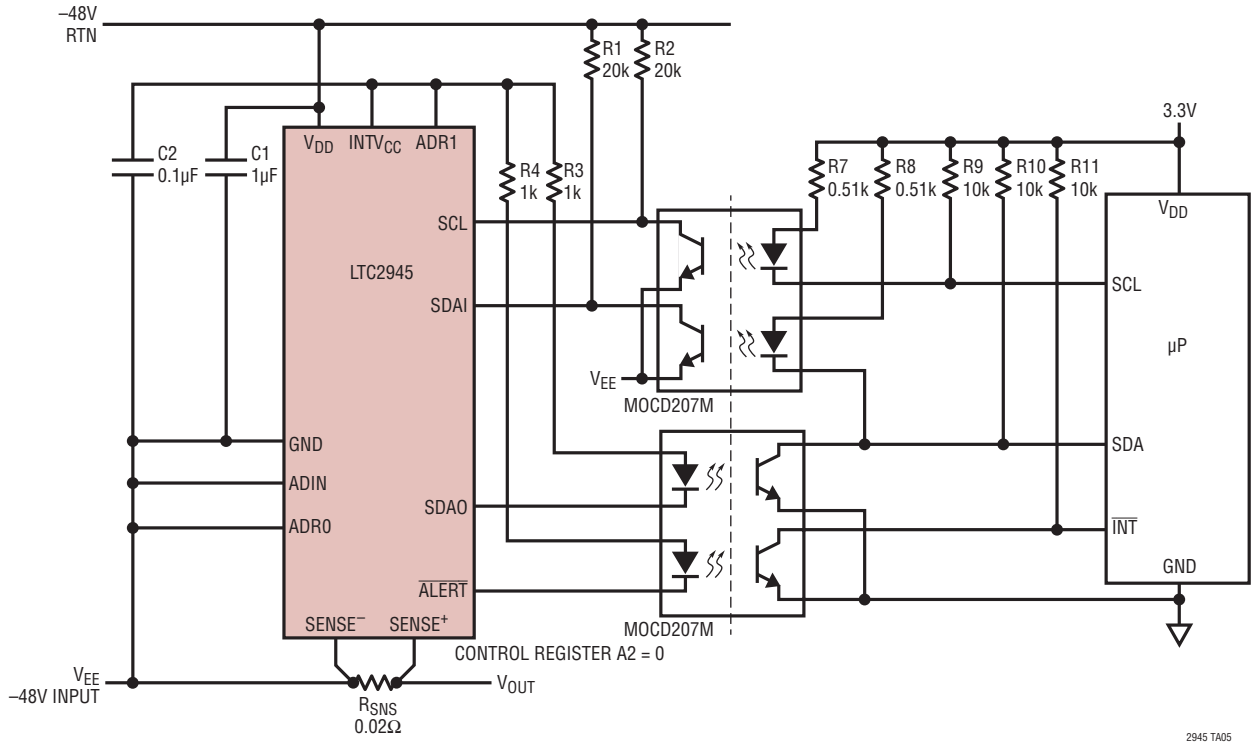 –48V
RTN
R1
20k
R2
20k
3.3V
C2
0.1µF
C1
1µF
VDD
INTVCC
ADR1
R4
1k
R3
1k
R7
0.51k
R8
0.51k
R9
10k
R10
10k
R11
10k
VDD
SCL
LTC2945
SCL
SDAI
µP
VEE
MOCD207M
GND
SDA
ADIN
SDAO
ADR0
INT
GND
ALERT
SENSE–
SENSE+
MOCD207M
CONTROL REGISTER A2 = 0
VEE
–48V INPUT
VOUT
RSNS
0.02Ω
2945 TA05